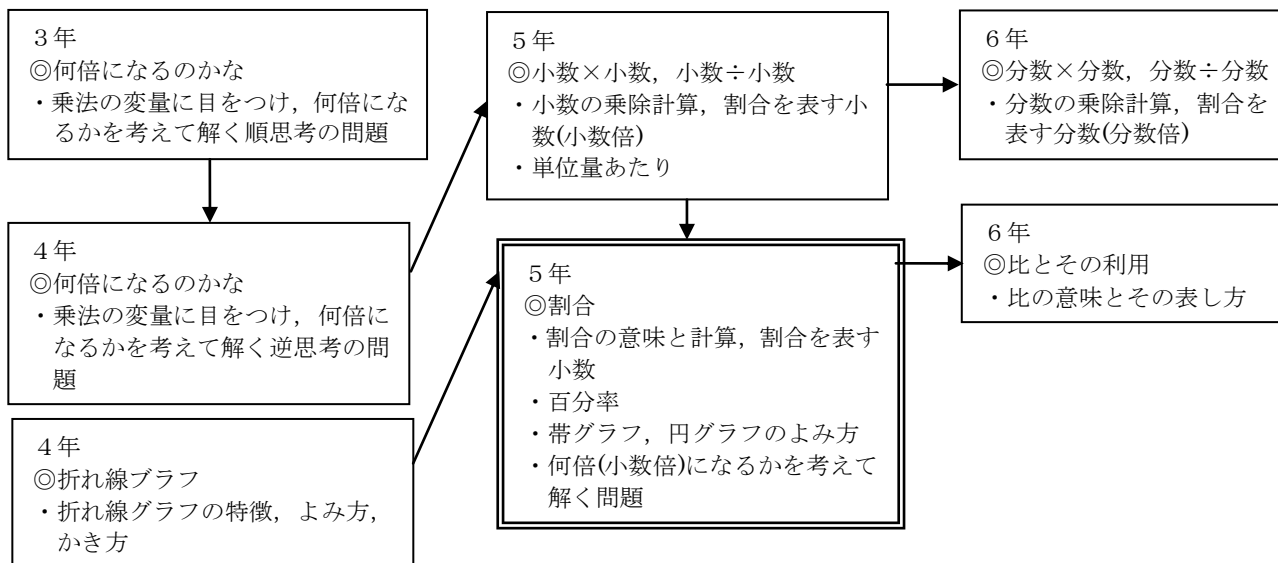 ３年
◎何倍になるのかな
・乗法の変量に目をつけ，何倍にな
るかを考えて解く順思考の問題
４年
◎何倍になるのかな
・乗法の変量に目をつけ，何倍に
なるかを考えて解く逆思考の問
題
４年
◎折れ線ブラフ
・折れ線グラフの特徴，よみ方，
かき方
５年
◎小数×小数，小数÷小数
・小数の乗除計算，割合を表す小
数(小数倍)
・単位量あたり
５年
◎割合
・割合の意味と計算，割合を表す
小数
・百分率
・帯グラフ，円グラフのよみ方
・何倍(小数倍)になるかを考えて
解く問題
６年
◎分数×分数，分数÷分数
・分数の乗除計算，割合を
表す分数(分数倍)
６年
◎比とその利用
・比の意味とその表し方